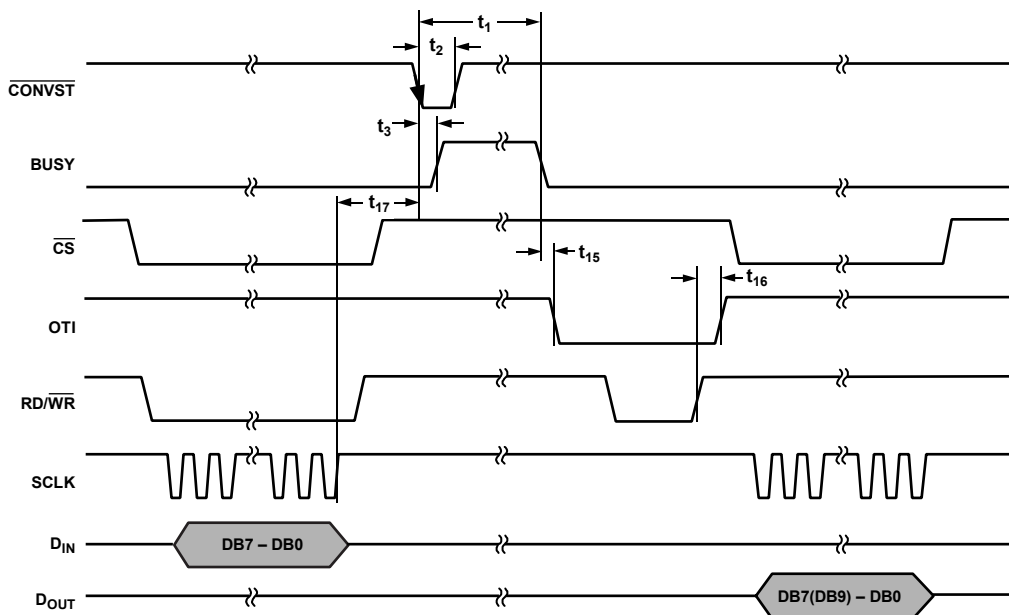 t1
t2
CONVST
t3
BUSY
t17
CS
t15
t16
OTI
RD/WR
SCLK
DIN
DB7 – DB0
DOUT
DB7(DB9) – DB0